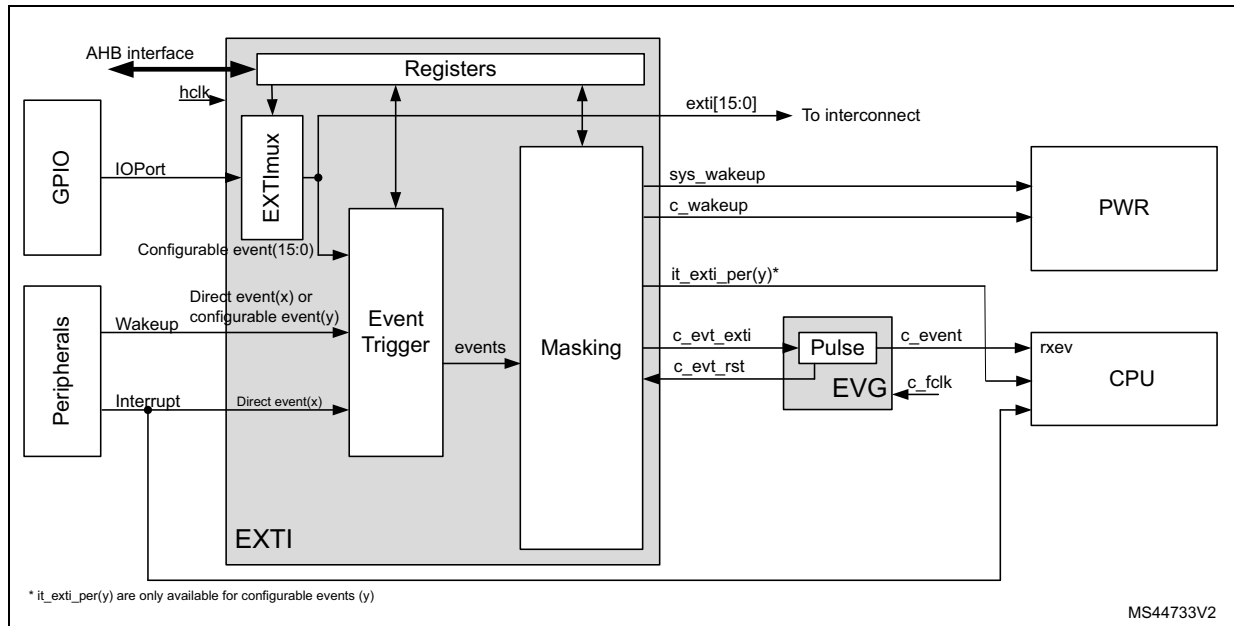 AHB interface
Registers
hclk
exti[15:0]
To interconnect
GPIO
IOPort
EXTImux
sys_wakeup
c_wakeup
PWR
Configurable event(15:0)
it_exti_per(y)*
Direct event(x) or
configurable event(y)
Peripherals
Wakeup
Event
Trigger
events
Masking
c_evt_exti
Pulse
c_event
rxev
CPU
c_evt_rst
EVG
c_fclk
Interrupt
Direct event(x)
EXTI
* it_exti_per(y) are only available for configurable events (y)
MS44733V2